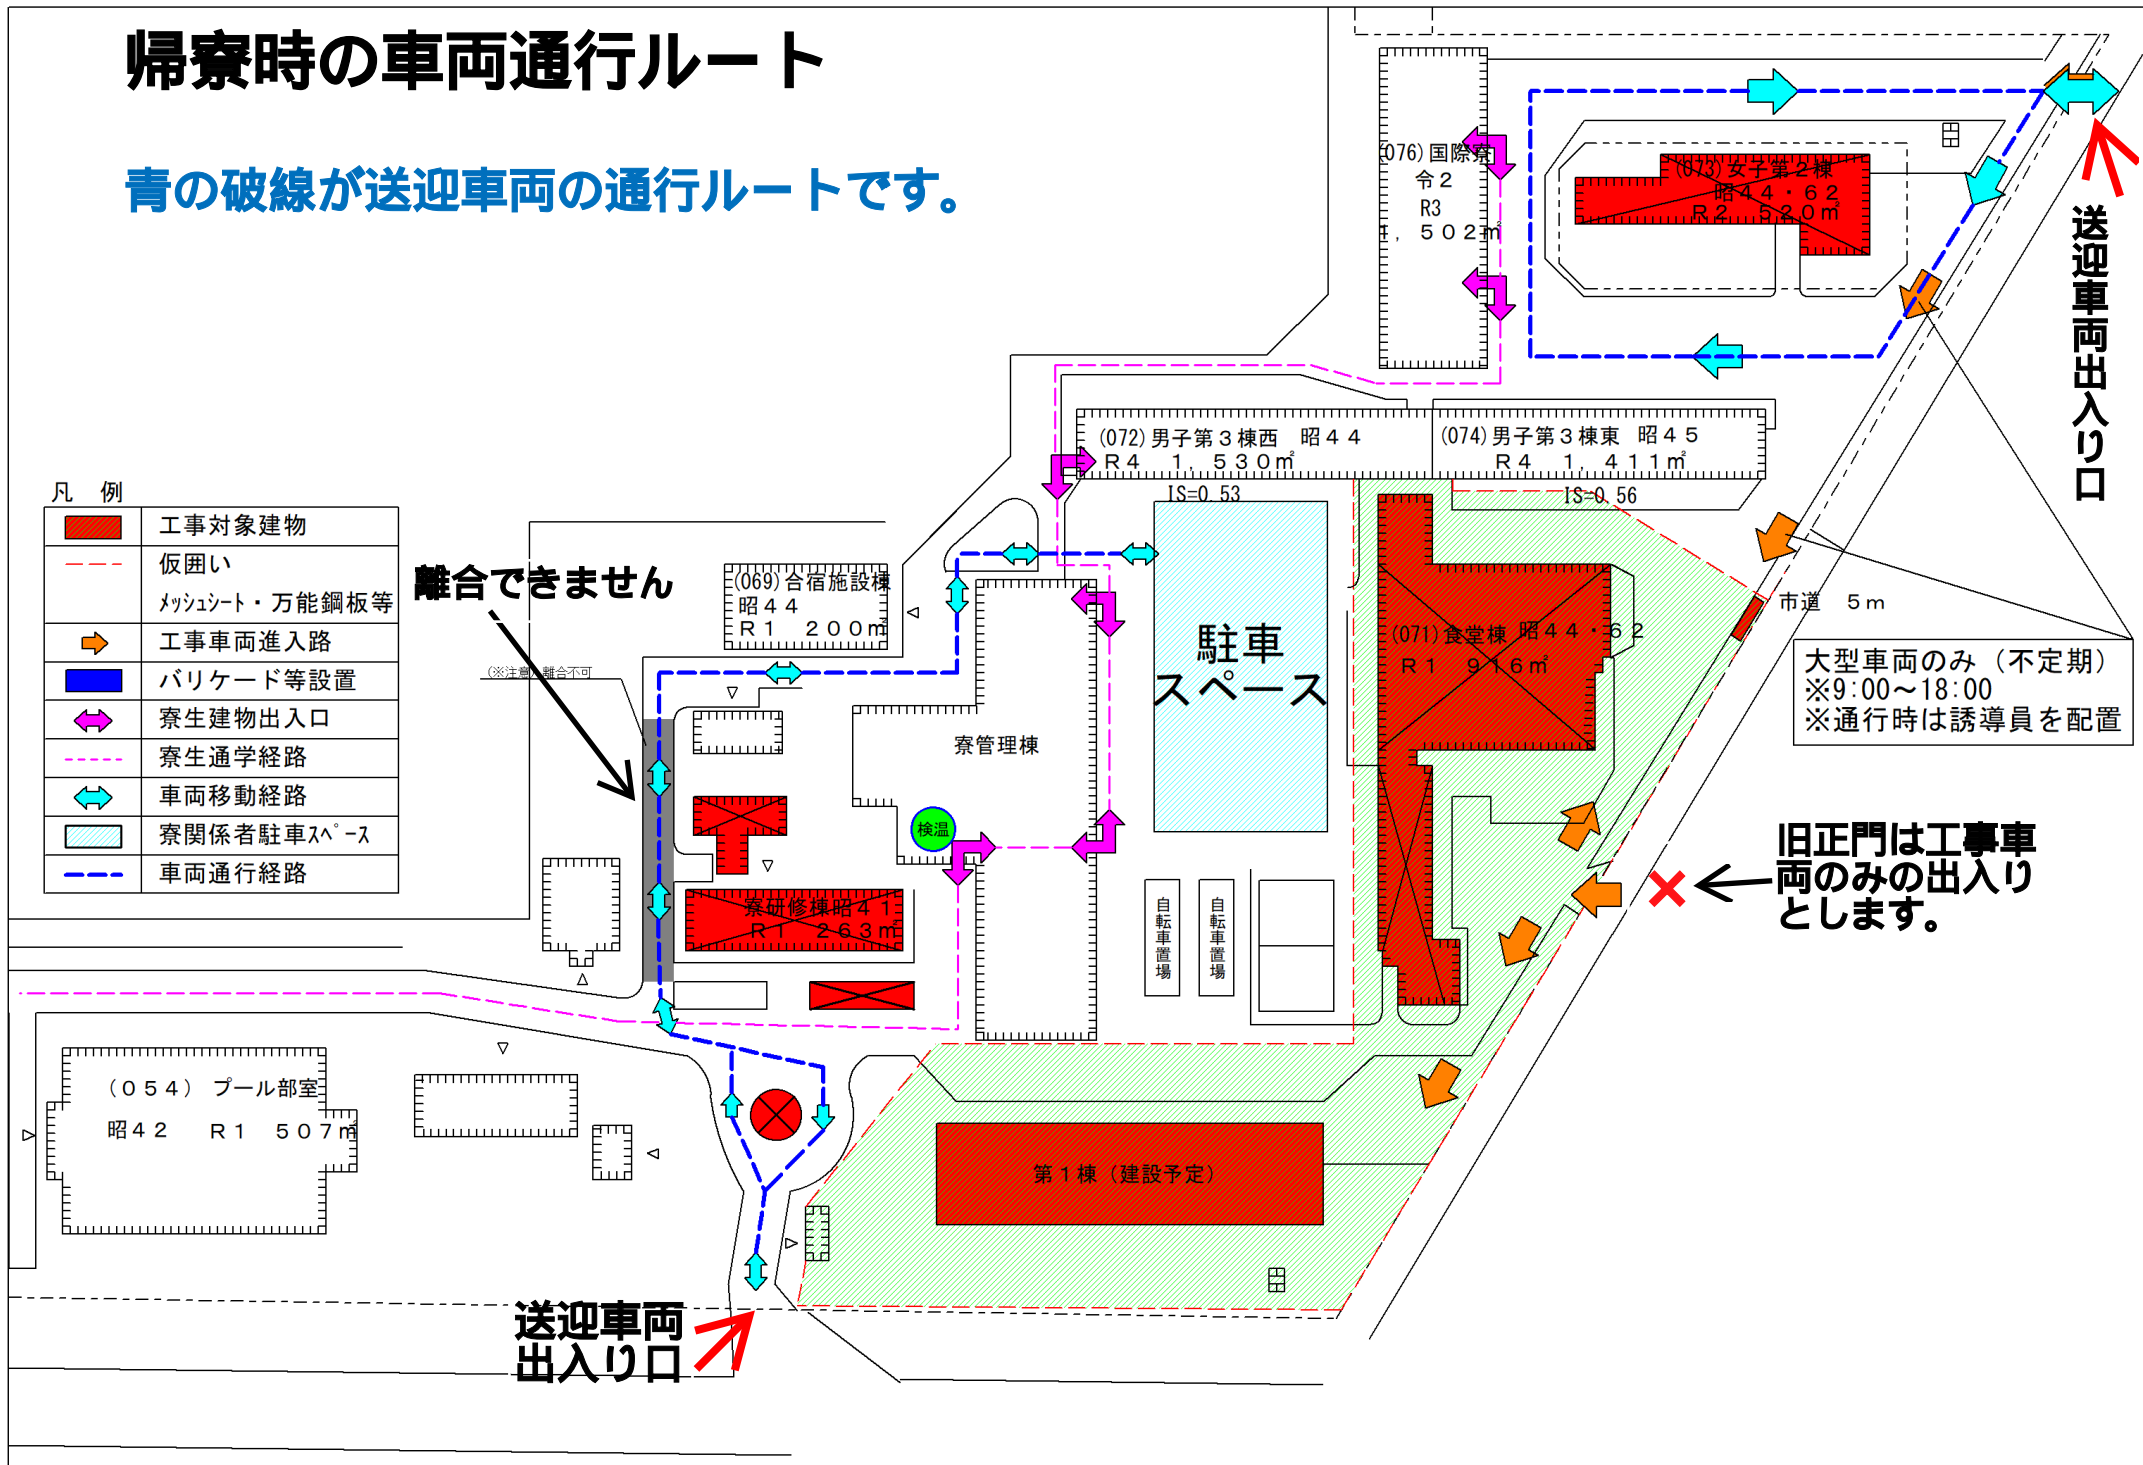 帰寮時の車両通行ルート
青の破線が送迎車両の通行ルートです。
(076)国際寮
令2
R3
1,502㎡
(073)女子第2棟
昭44・62
R2 520㎡
送迎車両出入り口
(072)男子第3棟西 昭44
R4 1,530㎡
IS=0.53
(074)男子第3棟東 昭45
R4 1,411㎡
IS=0.56
凡 例
工事対象建物
仮囲い
メッシュシート・万能鋼板等
工事車両進入路
バリケード等設置
寮生建物出入口
寮生通学経路
車両移動経路
寮関係者駐車スペース
車両通行経路
離合できません
(※注意)離合不可
(069)合宿施設棟
昭44
R1 200㎡
駐車
スペース
(071)食堂棟 昭44・62
R1 916㎡
市道 5m
大型車両のみ(不定期)
※9:00～18:00
※通行時は誘導員を配置
寮管理棟
検温
旧正門は工事車
両のみの出入り
とします。
寮研修棟昭41
R1 263㎡
自転車置場
自転車置場
(054) プール部室
昭42 R1 507㎡
第1棟(建設予定)
送迎車両
出入り口